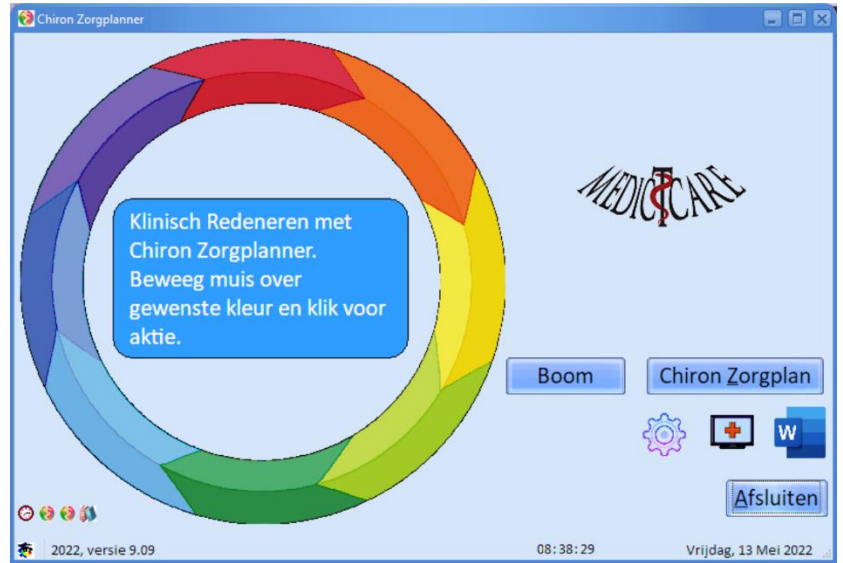 Chiron Zorgplanner
MEDICTCARE
Klinisch Redeneren met
Chiron Zorgplanner.
Beweeg muis over
gewenste kleur en klik voor
aktie.
Boom
Chiron Zorgplan
W
Afsluiten
2022, versie 9.09
08:38:29
Vrijdag, 13 Mei 2022